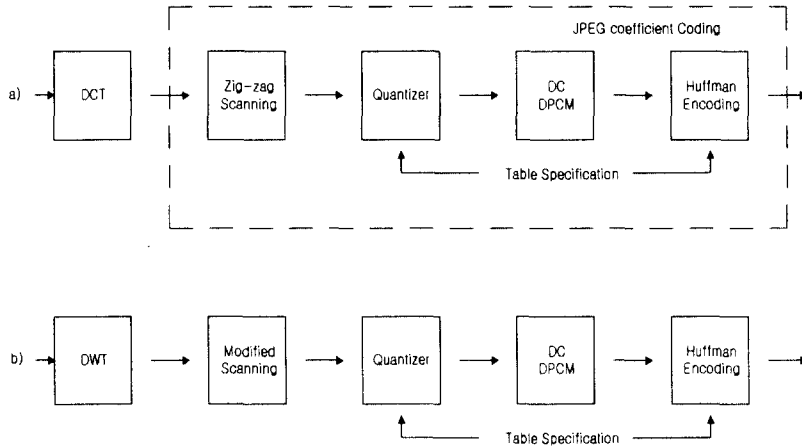 JPEG coefficient Coding
a)
DCT
Zig-zag
Scanning
Quantizer
DC
DPCM
Huffman
Encoding
Table Specification
b)
DWT
Modified
Scanning
Quantizer
DC
DPCM
Huffman
Encoding
Table Specification